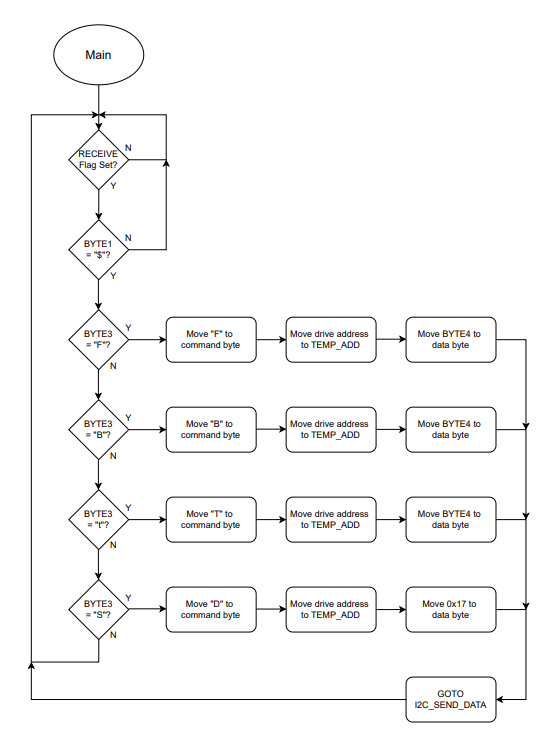 Main
RECEIVE
Flag Set?
N
Y
BYTE1
= "$"?
N
Y
BYTE3
= "F"?
Y
N
Move "F" to
command byte
Move drive address
to TEMP_ADD
Move BYTE4 to
data byte
BYTE3
= "B"?
Y
N
Move "B" to
command byte
Move drive address
to TEMP_ADD
Move BYTE4 to
data byte
BYTE3
= "t"?
Y
N
Move "T" to
command byte
Move drive address
to TEMP_ADD
Move BYTE4 to
data byte
BYTE3
= "S"?
Y
N
Move "D" to
command byte
Move drive address
to TEMP_ADD
Move 0x17 to
data byte
GOTO
I2C_SEND_DATA